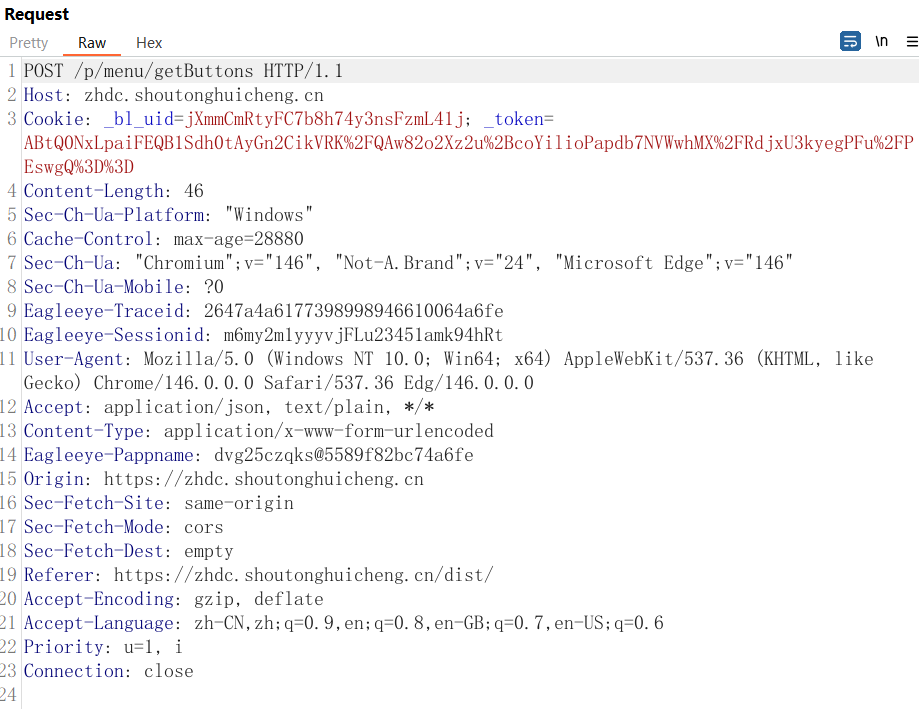 Request
Pretty Raw Hex \n
1 POST /p/menu/getButtons HTTP/1.1
2 Host: zhdc.shoutonghuicheng.cn
3 Cookie: _bl_uid=jXmmCmRtyFC7b8h74y3nsFzmL41j; _token=
ABtQ0NxLpaiFEQB1Sdh0tAyGn2CikVRK%2FQAw82o2Xz2u%2BcoYilioPapdb7NVWwhMX%2FRdjxU3kyegPFu%2FP
EswgQ%3D%3D
4 Content-Length: 46
5 Sec-Ch-Ua-Platform: "Windows"
6 Cache-Control: max-age=28880
7 Sec-Ch-Ua: "Chromium";v="146", "Not-A.Brand";v="24", "Microsoft Edge";v="146"
8 Sec-Ch-Ua-Mobile: ?0
9 Eagleeye-Traceid: 2647a4a6177398998946610064a6fe
10 Eagleeye-Sessionid: m6my2m1yyyvjFLu23451amk94hRt
11 User-Agent: Mozilla/5.0 (Windows NT 10.0; Win64; x64) AppleWebKit/537.36 (KHTML, like
Gecko) Chrome/146.0.0.0 Safari/537.36 Edg/146.0.0.0
12 Accept: application/json, text/plain, */*
13 Content-Type: application/x-www-form-urlencoded
14 Eagleeye-Pappname: dvg25czqks@5589f82bc74a6fe
15 Origin: https://zhdc.shoutonghuicheng.cn
16 Sec-Fetch-Site: same-origin
17 Sec-Fetch-Mode: cors
18 Sec-Fetch-Dest: empty
19 Referer: https://zhdc.shoutonghuicheng.cn/dist/
20 Accept-Encoding: gzip, deflate
21 Accept-Language: zh-CN,zh;q=0.9,en;q=0.8,en-GB;q=0.7,en-US;q=0.6
22 Priority: u=1, i
23 Connection: close
24